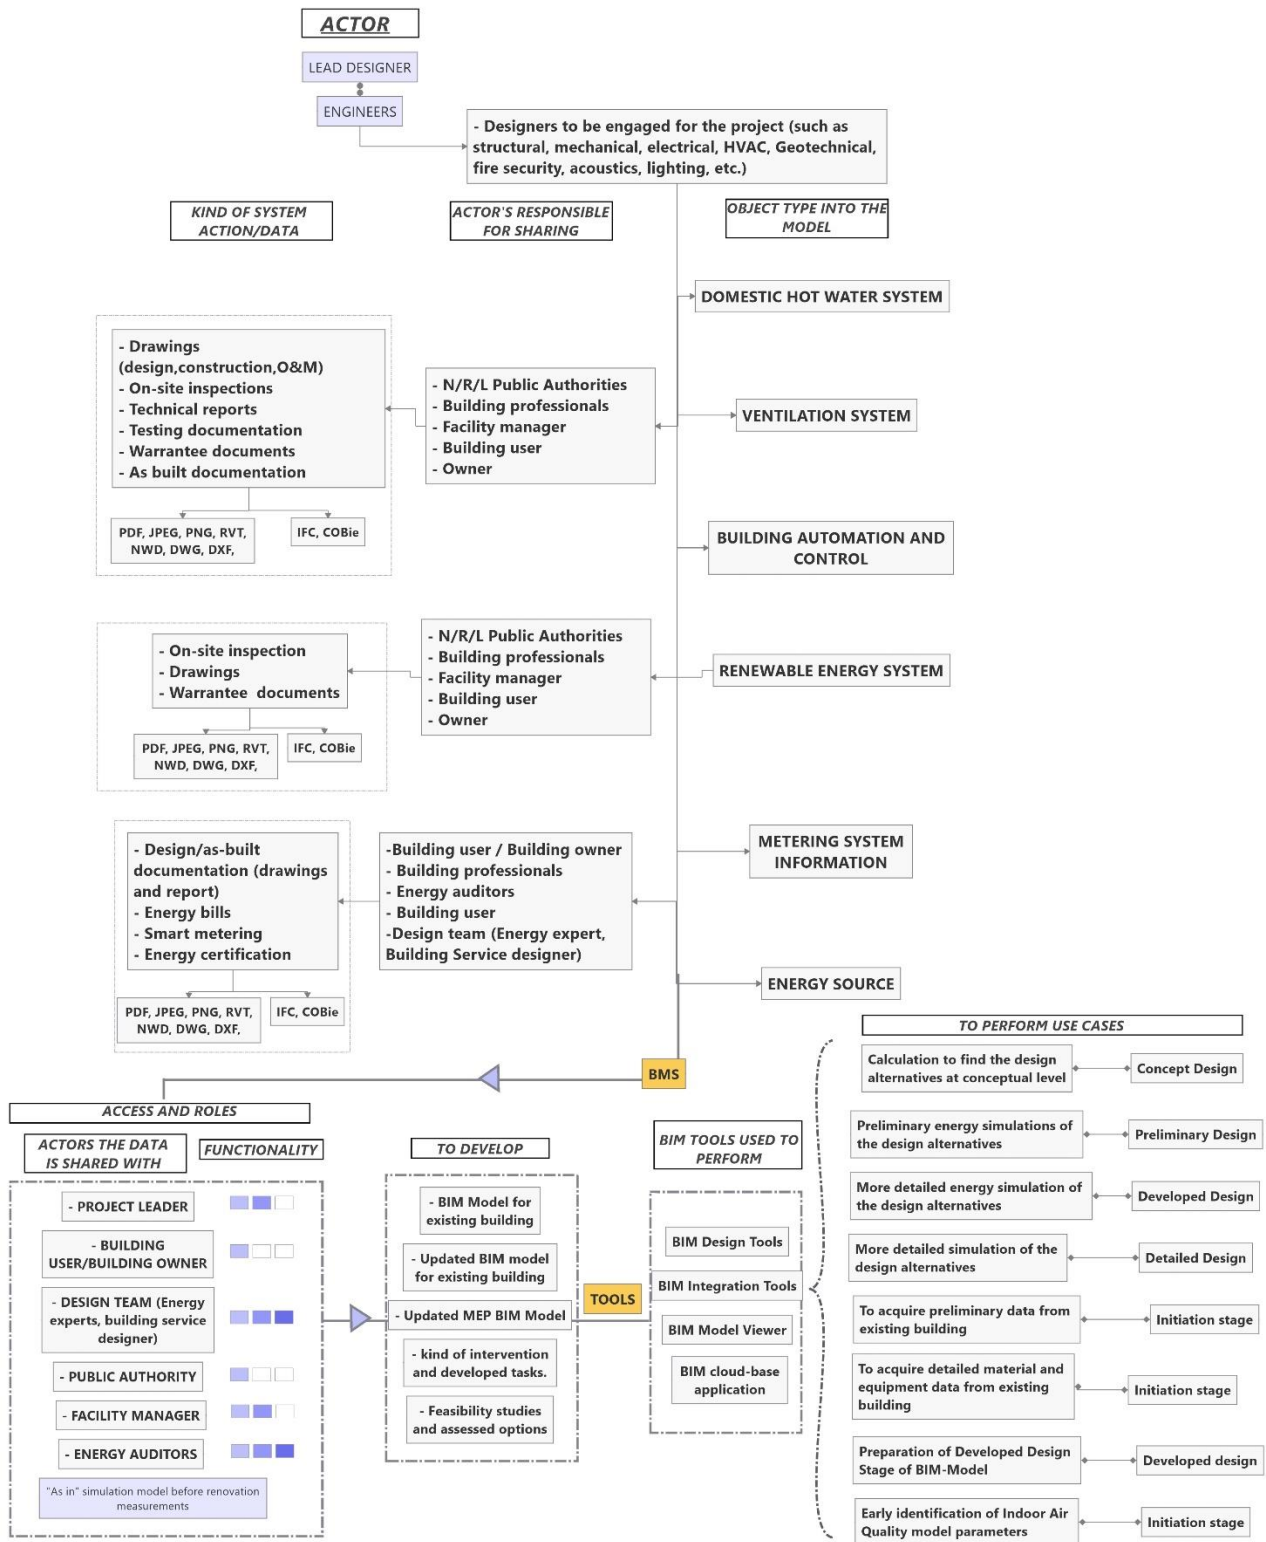 ACTOR
LEAD DESIGNER
ENGINEERS
- Designers to be engaged for the project (such as
structural, mechanical, electrical, HVAC, Geotechnical,
fire security, acoustics, lighting, etc.)
KIND OF SYSTEM
ACTION/DATA
ACTOR'S RESPONSIBLE
FOR SHARING
OBJECT TYPE INTO THE
MODEL
DOMESTIC HOT WATER SYSTEM
- Drawings
(design,construction,O&M)
- On-site inspections
- Technical reports
- Testing documentation
- Warrantee documents
- As built documentation
- N/R/L Public Authorities
- Building professionals
- Facility manager
- Building user
- Owner
VENTILATION SYSTEM
PDF, JPEG, PNG, RVT,
NWD, DWG, DXF,
IFC, COBie
BUILDING AUTOMATION AND
CONTROL
- On-site inspection
- Drawings
- Warrantee  documents
- N/R/L Public Authorities
- Building professionals
- Facility manager
- Building user
- Owner
RENEWABLE ENERGY SYSTEM
PDF, JPEG, PNG, RVT,
NWD, DWG, DXF,
IFC, COBie
METERING SYSTEM
INFORMATION
- Design/as-built
documentation (drawings
and report)
- Energy bills
- Smart metering
- Energy certification
-Building user / Building owner
- Building professionals
- Energy auditors
- Building user
-Design team (Energy expert,
Building Service designer)
ENERGY SOURCE
PDF, JPEG, PNG, RVT,
NWD, DWG, DXF,
IFC, COBie
BMS
ACCESS AND ROLES
ACTORS THE DATA
IS SHARED WITH
FUNCTIONALITY
- PROJECT LEADER
- BUILDING
USER/BUILDING OWNER
- DESIGN TEAM (Energy
experts, building service
designer)
- PUBLIC AUTHORITY
- FACILITY MANAGER
- ENERGY AUDITORS
"As in" simulation model before renovation
measurements
TO DEVELOP
- BIM Model for
existing building
- Updated BIM model
for existing building
- Updated MEP BIM Model
- kind of intervention
and developed tasks.
- Feasibility studies
and assessed options
TOOLS
BIM TOOLS USED TO
PERFORM
BIM Design Tools
BIM Integration Tools
BIM Model Viewer
BIM cloud-base
application
TO PERFORM USE CASES
Calculation to find the design
alternatives at conceptual level
Concept Design
Preliminary energy simulations of
the design alternatives
Preliminary Design
More detailed energy simulation of
the design alternatives
Developed Design
More detailed simulation of the
design alternatives
Detailed Design
To acquire preliminary data from
existing building
Initiation stage
To acquire detailed material and
equipment data from existing
building
Initiation stage
Preparation of Developed Design
Stage of BIM-Model
Developed design
Early identification of Indoor Air
Quality model parameters
Initiation stage